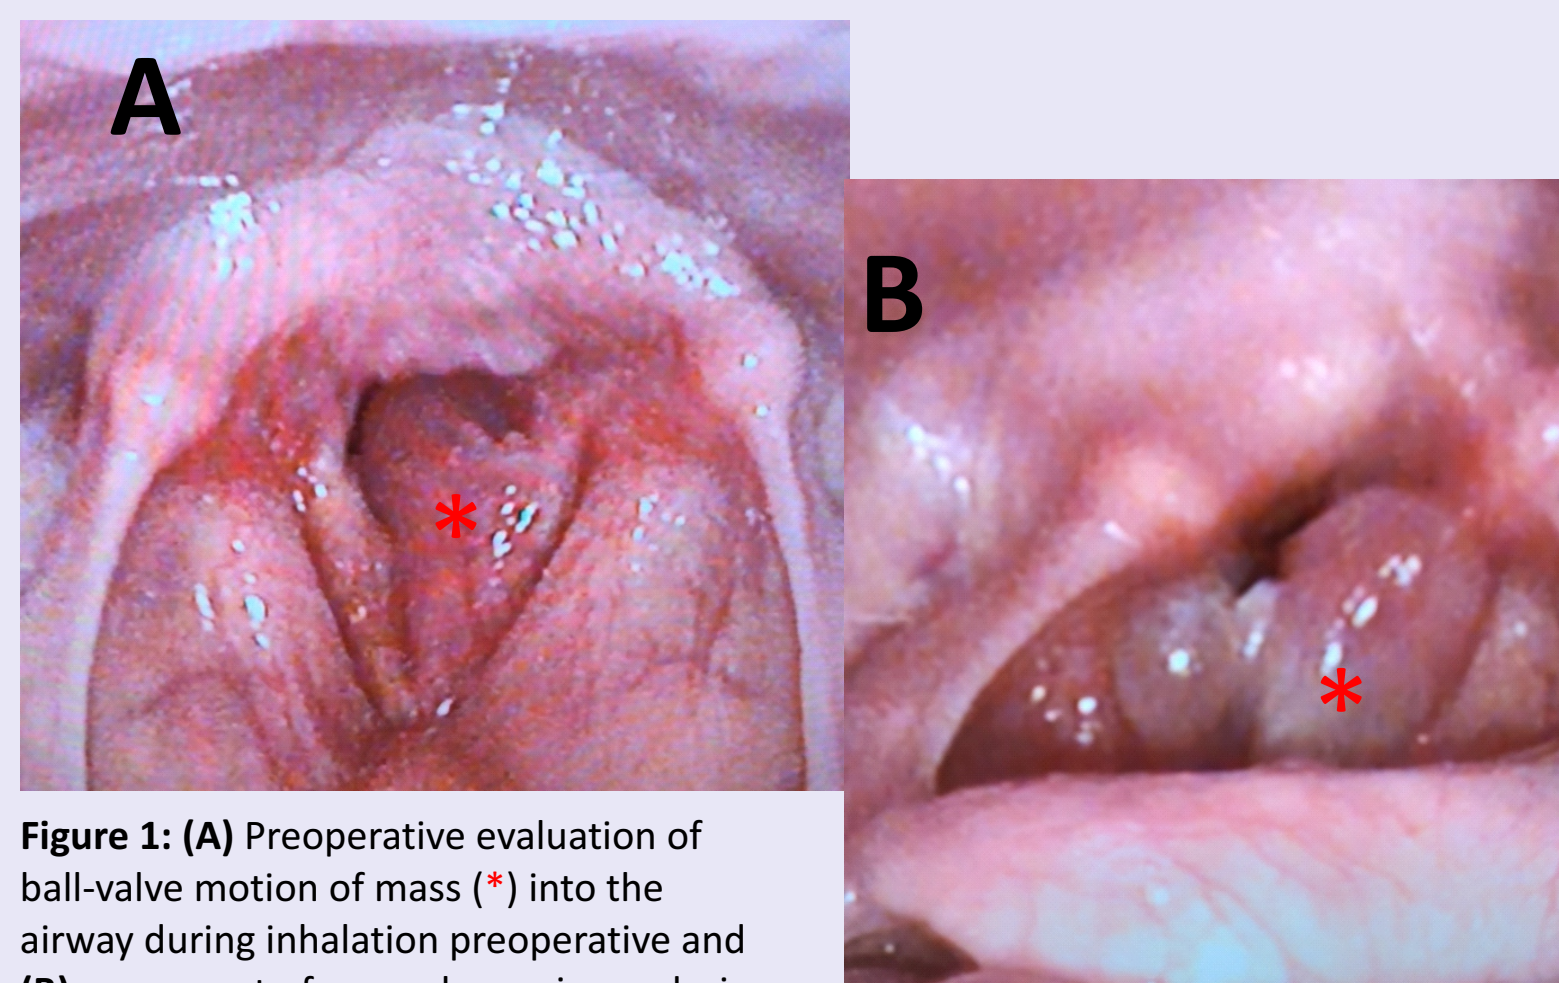 A
B
*
*
Figure 1: (A) Preoperative evaluation of
ball-valve motion of mass (*) into the
airway during inhalation preoperative and
(B)